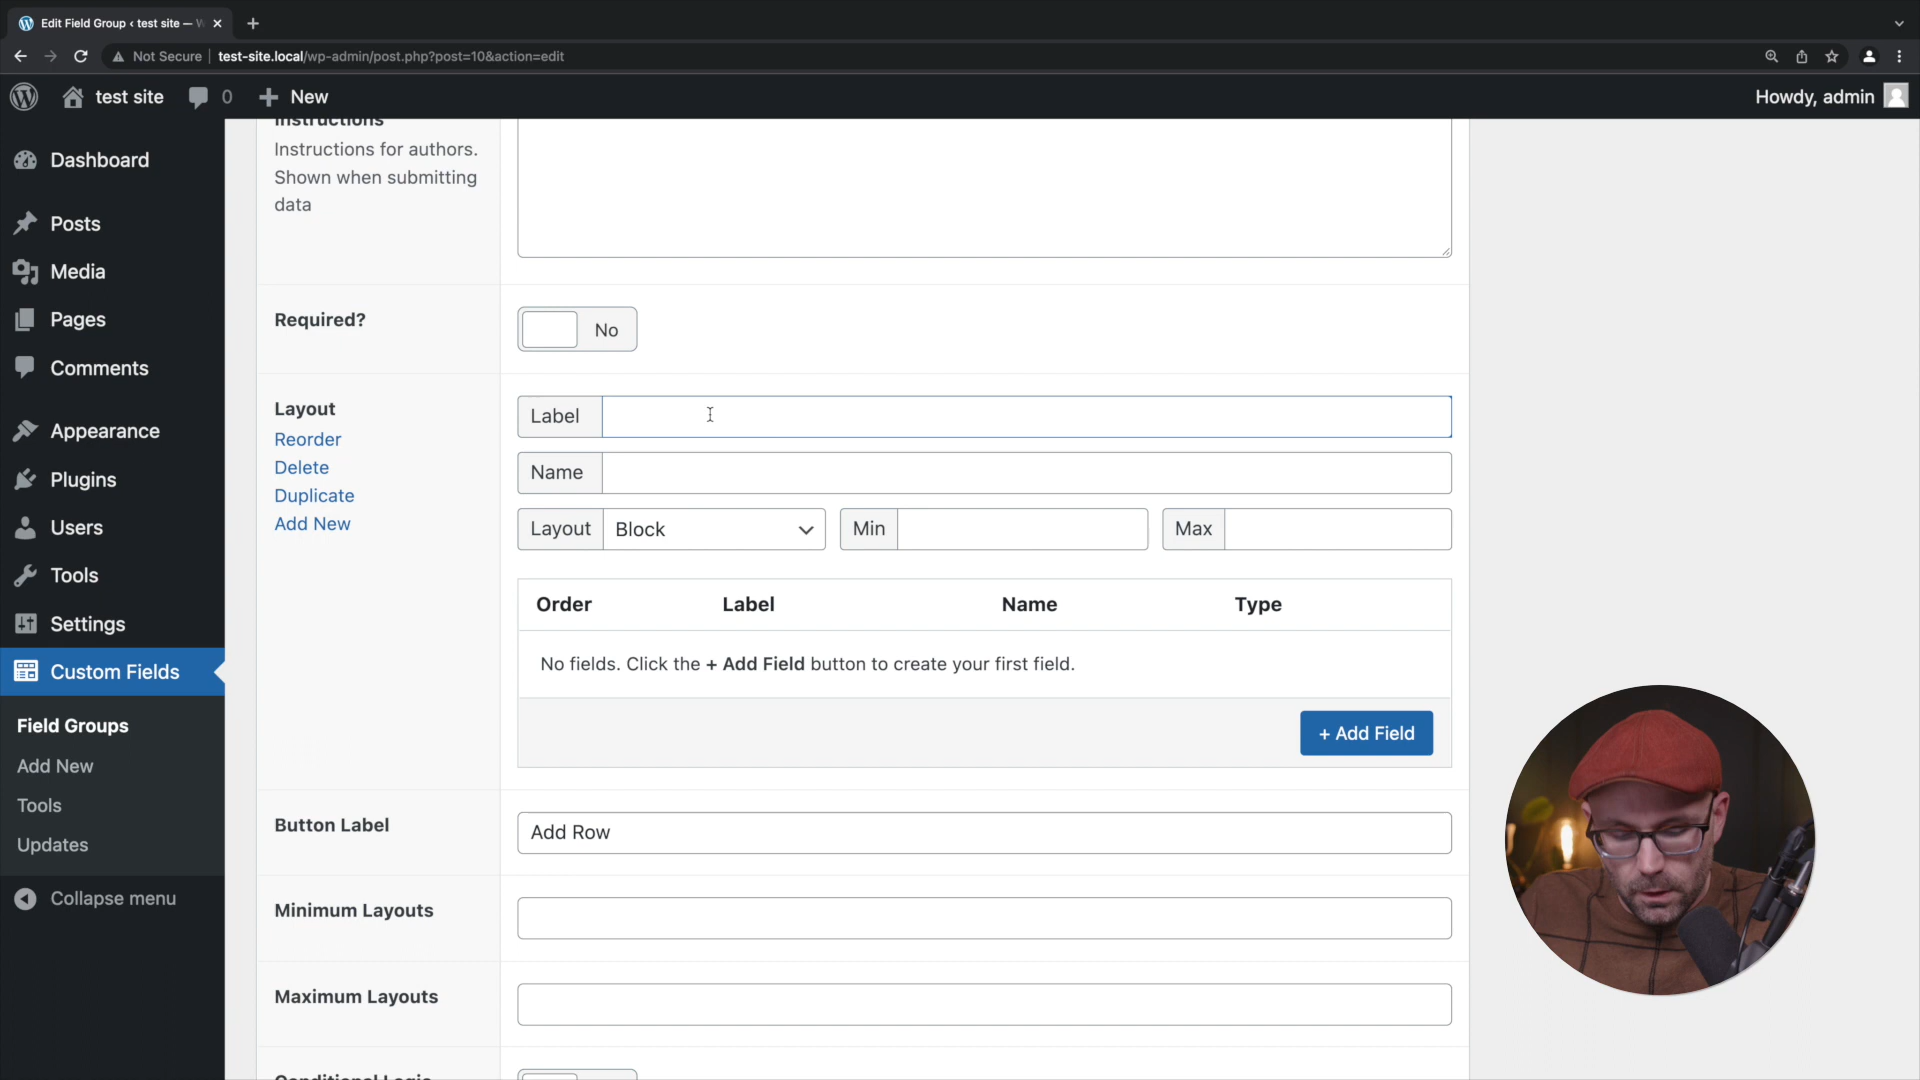 Edit Field Group ‹ test site — W
Not Secure
test-site.local/wp-admin/post.php?post=10&action=edit
test site
0
New
Howdy, admin
Dashboard
Posts
Media
Pages
Comments
Appearance
Plugins
Users
Tools
Settings
Custom Fields
Field Groups
Add New
Tools
Updates
Collapse menu
Instructions
Instructions for authors.
Shown when submitting
data
Required?
No
Layout
Reorder
Delete
Duplicate
Add New
Label
Name
Layout
Block
Min
Max
Order
Label
Name
Type
No fields. Click the + Add Field button to create your first field.
+ Add Field
Button Label
Add Row
Minimum Layouts
Maximum Layouts
Conditional Logic